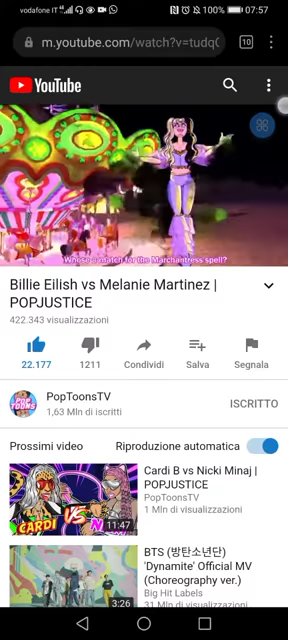 vodafone IT 100% 07:57
m.youtube.com/watch?v=tudq
10
YouTube
Whose a match for the Marchantress spell?
Billie Eilish vs Melanie Martinez |
POPJUSTICE
422.343 visualizzazioni
22.177 1211 Condividi Salva Segnala
PopToonsTV
1,63 Mln di iscritti
ISCRITTO
Prossimi video Riproduzione automatica
POP TOONS
CARDI VS N
11:47
Cardi B vs Nicki Minaj |
POPJUSTICE
PopToonsTV
1 Mln di visualizzazioni
3:26
BTS (방탄소년단)
'Dynamite' Official MV
(Choreography ver.)
Big Hit Labels
31 Mln di visualizzazioni